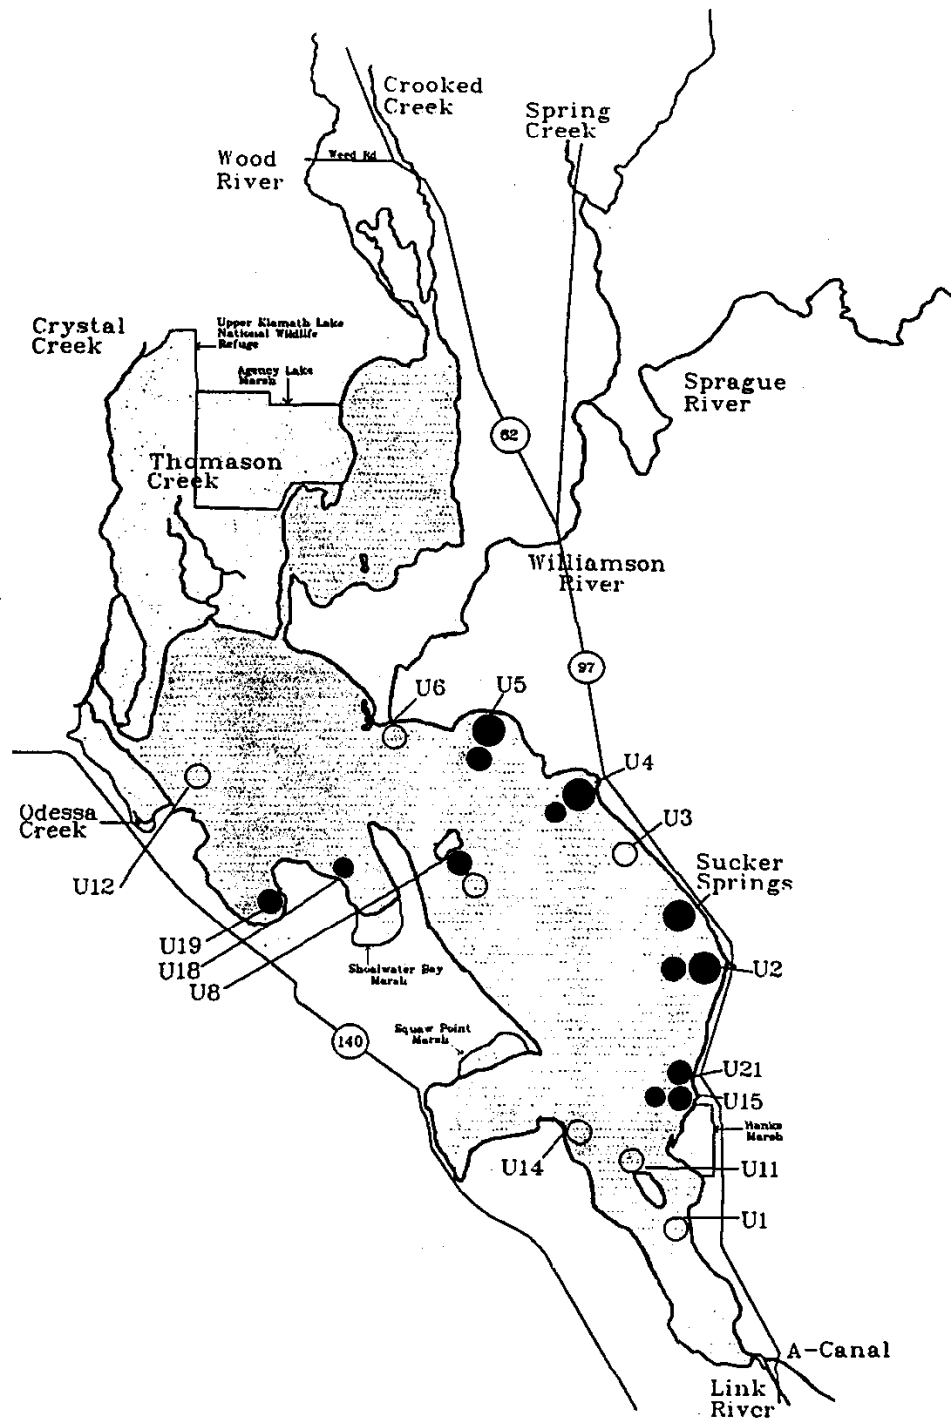 Crooked
Creek
Spring
Creek
Wood
River
Weed Rd
Crystal
Creek
Upper Klamath Lake
National Wildlife
Refuge
Agency Lake
Marsh
Sprague
River
62
Thomason
Creek
Williamson
River
97
U6
U5
U4
U3
Odessa
Creek
U12
Sucker
Springs
U19
U18
U8
Shoalwater Bay
Marsh
U2
Squaw Point
Marsh
140
U21
U15
Hanks
Marsh
U14
U11
U1
A-Canal
Link
River